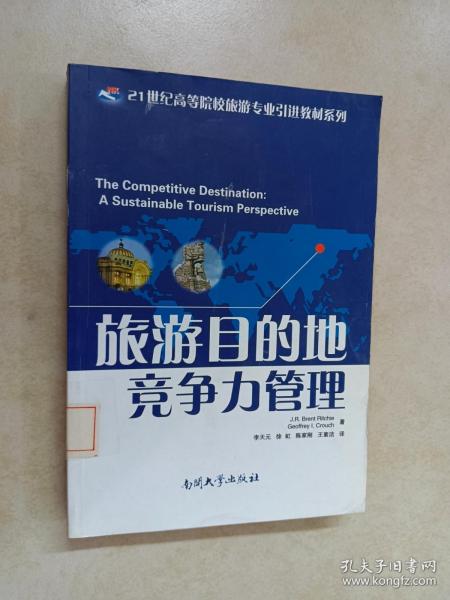 21世纪高等院校旅游专业引进教材系列
The Competitive Destination:
A Sustainable Tourism Perspective
旅游目的地
竞争力管理
J.R. Brent Ritchie
Geoffrey I. Crouch
著
李天元 徐虹 陈家刚 王素洁 译
南开大学出版社
孔夫子旧书网
www.kongfz.com